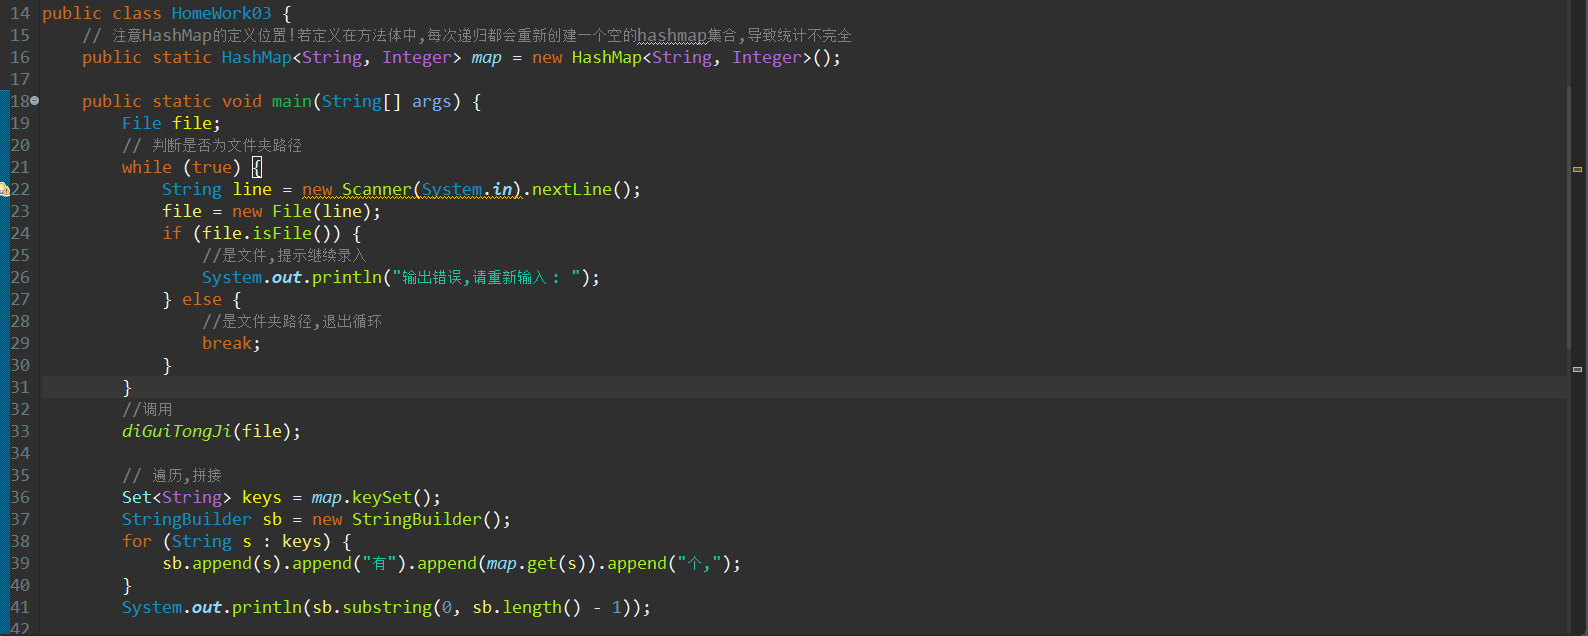 14 public class HomeWork03 {
15 // 注意HashMap的定义位置!若定义在方法体中,每次递归都会重新创建一个空的hashmap集合,导致统计不完全
16 public static HashMap<String, Integer> map = new HashMap<String, Integer>();
17
18 public static void main(String[] args) {
19 File file;
20 // 判断是否为文件夹路径
21 while (true) {
22 String line = new Scanner(System.in).nextLine();
23 file = new File(line);
24 if (file.isFile()) {
25 //是文件,提示继续录入
26 System.out.println("输出错误,请重新输入: ");
27 } else {
28 //是文件夹路径,退出循环
29 break;
30 }
31 }
32 //调用
33 diGuiTongJi(file);
34
35 // 遍历,拼接
36 Set<String> keys = map.keySet();
37 StringBuilder sb = new StringBuilder();
38 for (String s : keys) {
39 sb.append(s).append("有").append(map.get(s)).append("个,");
40 }
41 System.out.println(sb.substring(0, sb.length() - 1));
42